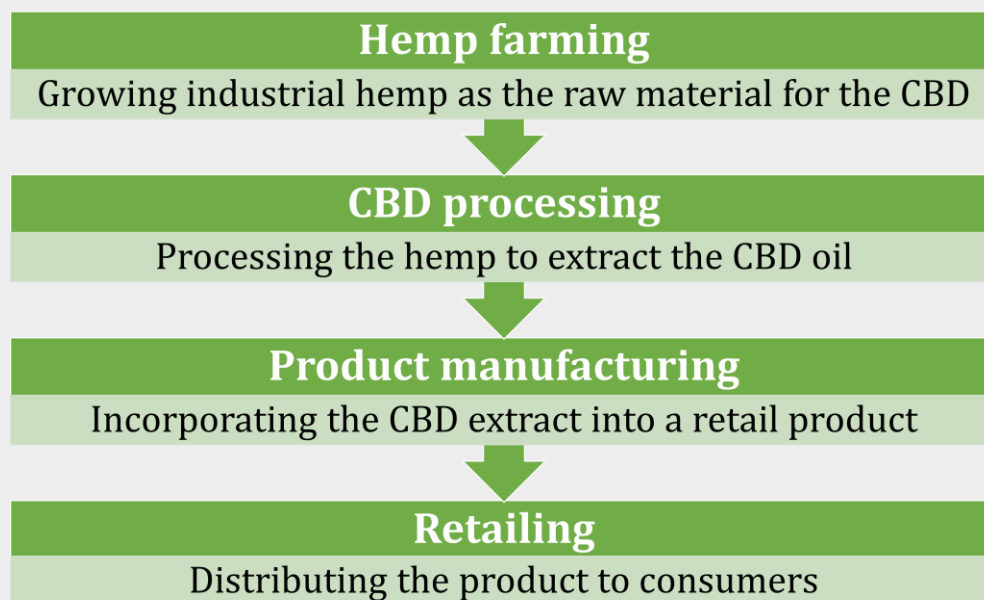 Hemp farming
Growing industrial hemp as the raw material for the CBD
CBD processing
Processing the hemp to extract the CBD oil
Product manufacturing
Incorporating the CBD extract into a retail product
Retailing
Distributing the product to consumers